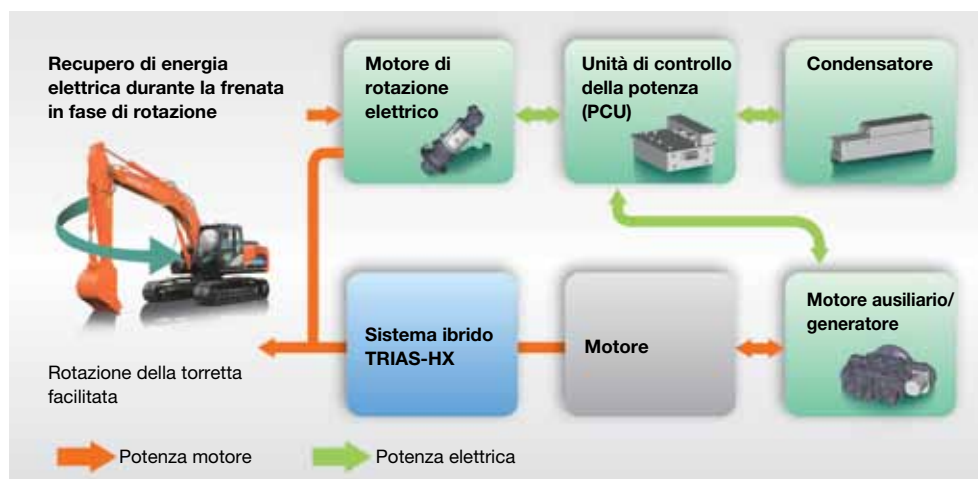 Recupero di energia
elettrica durante la frenata
in fase di rotazione
Motore di
rotazione
elettrico
Unità di controllo
della potenza
(PCU)
Condensatore
Sistema ibrido
TRIAS-HX
Motore
Motore ausiliario/
generatore
Rotazione della torretta
facilitata
Potenza motore
Potenza elettrica